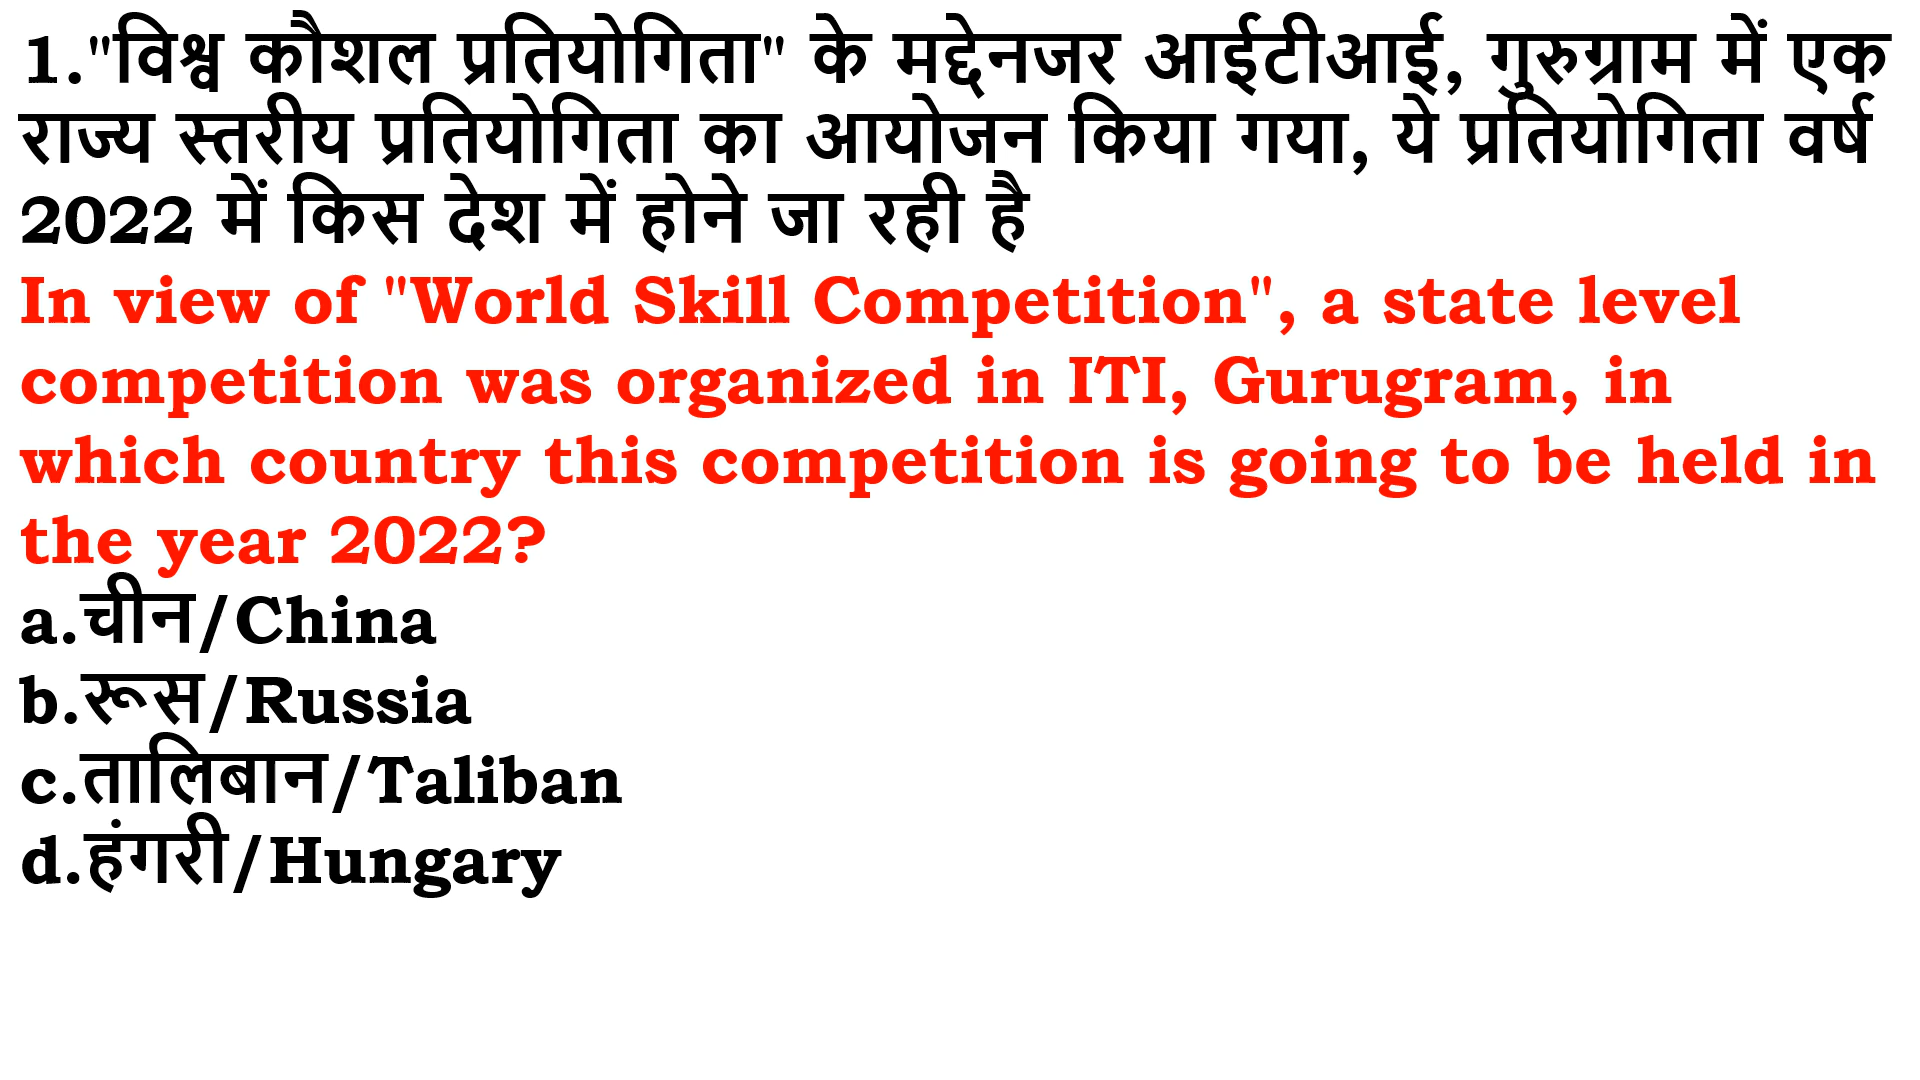 1."विश्व कौशल प्रतियोगिता" के मद्देनजर आईटीआई, गुरुग्राम में एक
राज्य स्तरीय प्रतियोगिता का आयोजन किया गया, ये प्रतियोगिता वर्ष
2022 में किस देश में होने जा रही है
In view of "World Skill Competition", a state level
competition was organized in ITI, Gurugram, in
which country this competition is going to be held in
the year 2022?
a.चीन/China
b.रूस/Russia
c.तालिबान/Taliban
d.हंगरी/Hungary